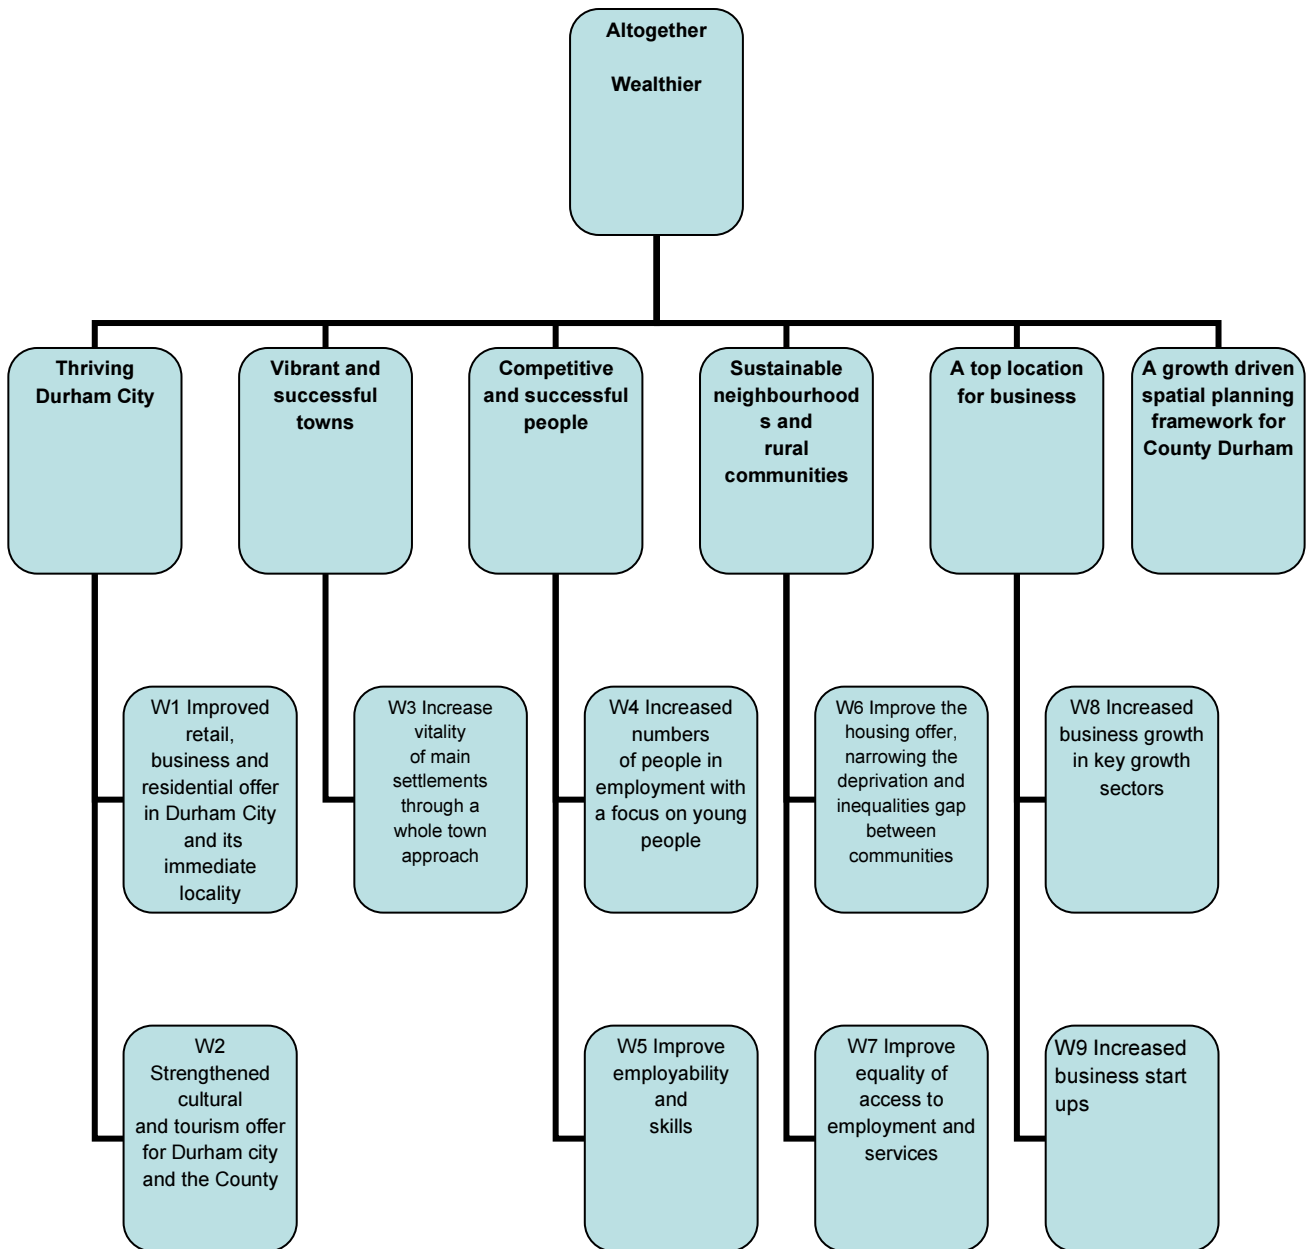 Altogether
Wealthier
Thriving
Durham City
Vibrant and
successful
towns
Competitive
and successful
people
Sustainable
neighbourhood
s and
rural
communities
A top location
for business
A growth driven
spatial planning
framework for
County Durham
W1 Improved
retail,
business and
residential offer
in Durham City
and its
immediate
locality
W3 Increase
vitality
of main
settlements
through a
whole town
approach
W4 Increased
numbers
of people in
employment with
a focus on young
people
W6 Improve the
housing offer,
narrowing the
deprivation and
inequalities gap
between
communities
W8 Increased
business growth
in key growth
sectors
W2
Strengthened
cultural
and tourism offer
for Durham city
and the County
W5 Improve
employability
and
skills
W7 Improve
equality of
access to
employment and
services
W9 Increased
business start
ups